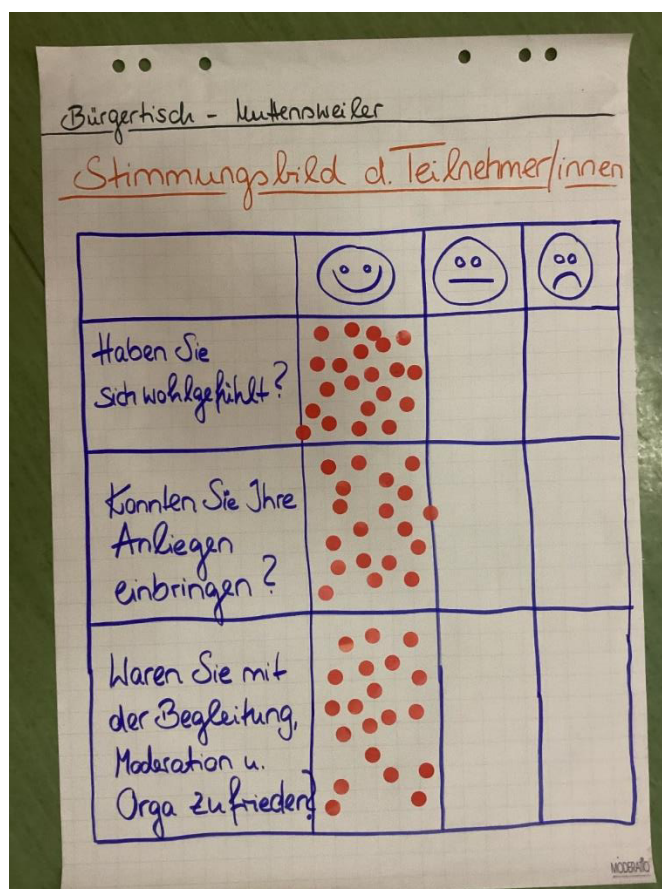 Bürgertisch - Muttensweiler
Stimmungsbild d. Teilnehmer/innen
Haben Sie
sich wohlgefühlt?
Konnten Sie Ihre
Anliegen
einbringen?
Waren Sie mit
der Begleitung,
Moderation u.
Orga zufrieden?
MODERATIO